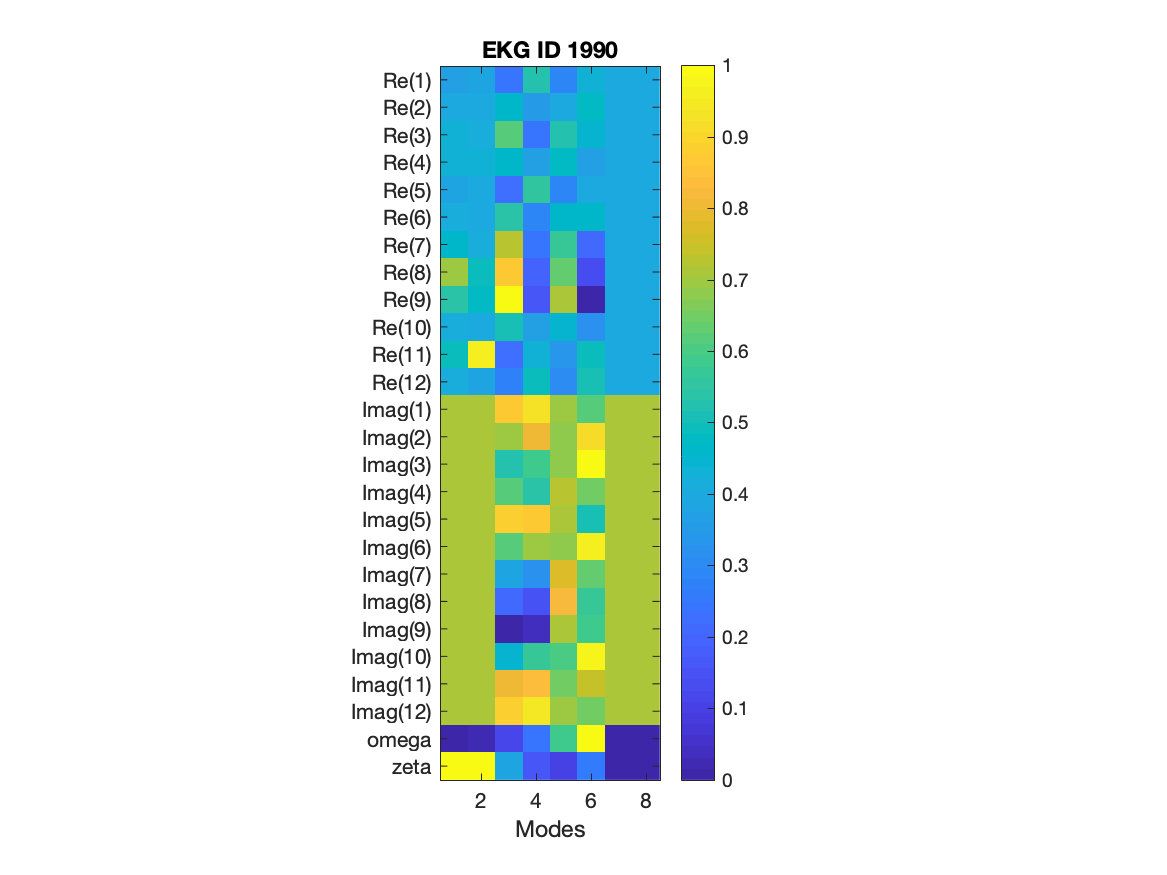 EKG ID 1990
Re(1)
Re(2)
Re(3)
Re(4)
Re(5)
Re(6)
Re(7)
Re(8)
Re(9)
Re(10)
Re(11)
Re(12)
Imag(1)
Imag(2)
Imag(3)
Imag(4)
Imag(5)
Imag(6)
Imag(7)
Imag(8)
Imag(9)
Imag(10)
Imag(11)
Imag(12)
omega
zeta
2 4 6 8
Modes
1
0.9
0.8
0.7
0.6
0.5
0.4
0.3
0.2
0.1
0